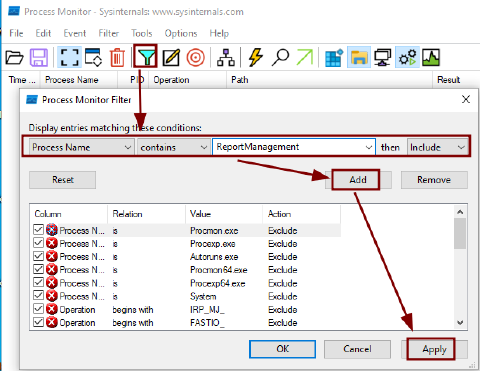 Process Monitor - Sysinternals: www.sysinternals.com
File Edit Event Filter Tools Options Help
Time ... Process Name PID Operation Path Result
Process Monitor Filter
Display entries matching these conditions:
Process Name contains ReportManagement then Include
Reset Add Remove
Column Relation Value Action
Process N... is Procmon.exe Exclude
Process N... is Procexp.exe Exclude
Process N... is Autoruns.exe Exclude
Process N... is Procmon64.exe Exclude
Process N... is Procexp64.exe Exclude
Process N... is System Exclude
Operation begins with IRP_MJ_ Exclude
Operation begins with FASTIO_ Exclude
OK Cancel Apply